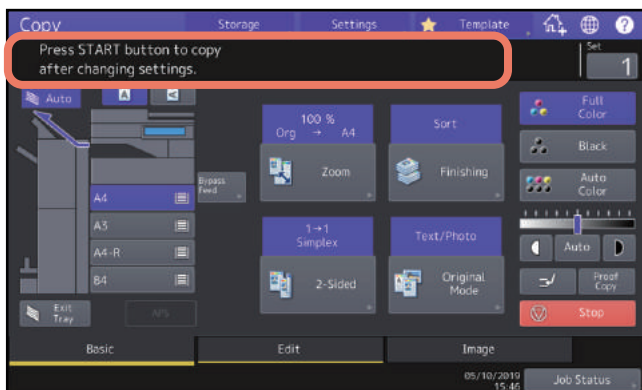 Copy
Storage
Settings
Template
?
Press START button to copy
after changing settings.
Set
1
Auto
A
A
100 %
Org → A4
Zoom
Sort
Finishing
Full
Color
Black
Auto
Color
Bypass
Feed
A4
A3
A4-R
B4
1→1
Simplex
2-Sided
Text/Photo
Original
Mode
Auto
Proof
Copy
Exit
Tray
APS
Stop
Basic
Edit
Image
05/10/2019
15:46
Job Status